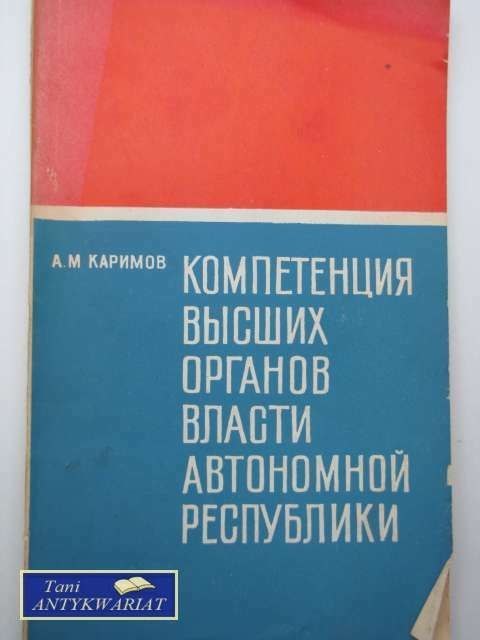 А.М КАРИМОВ
КОМПЕТЕНЦИЯ
ВЫСШИХ
ОРГАНОВ
ВЛАСТИ
АВТОНОМНОЙ
РЕСПУБЛИКИ
Tani
ANTYKWARIAT